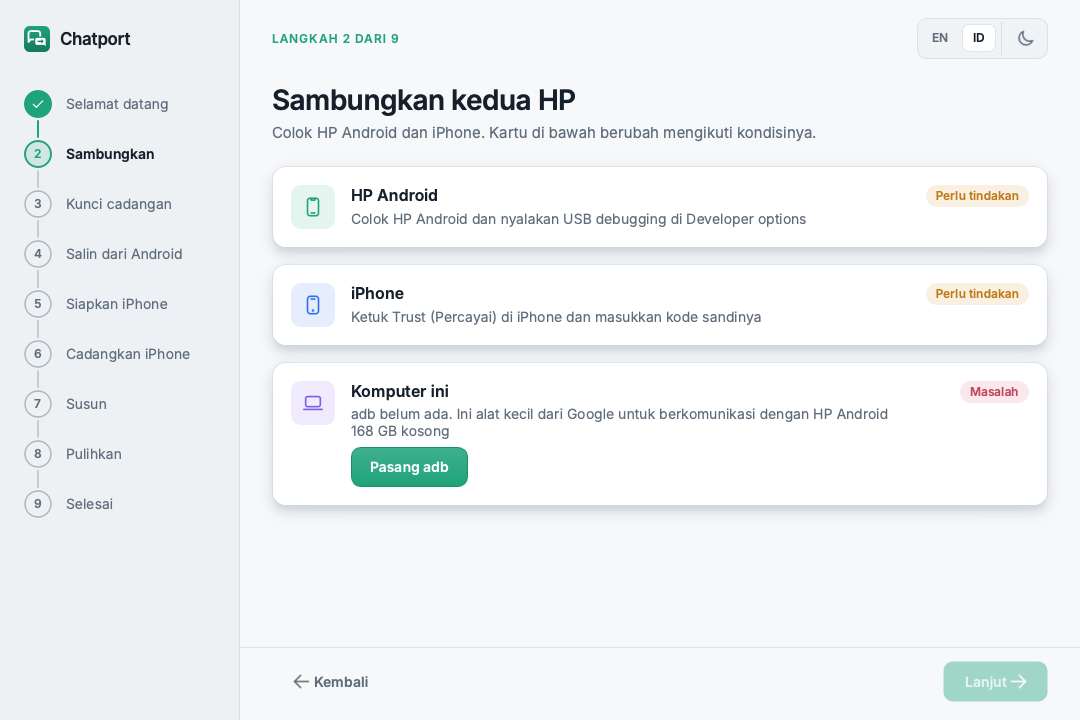 Chatport
Selamat datang
2 Sambungkan
3 Kunci cadangan
4 Salin dari Android
5 Siapkan iPhone
6 Cadangkan iPhone
7 Susun
8 Pulihkan
9 Selesai
LANGKAH 2 DARI 9
EN ID
Sambungkan kedua HP
Colok HP Android dan iPhone. Kartu di bawah berubah mengikuti kondisinya.
HP Android
Perlu tindakan
Colok HP Android dan nyalakan USB debugging di Developer options
iPhone
Perlu tindakan
Ketuk Trust (Percayai) di iPhone dan masukkan kode sandinya
Komputer ini
Masalah
adb belum ada. Ini alat kecil dari Google untuk berkomunikasi dengan HP Android
168 GB kosong
Pasang adb
Kembali
Lanjut